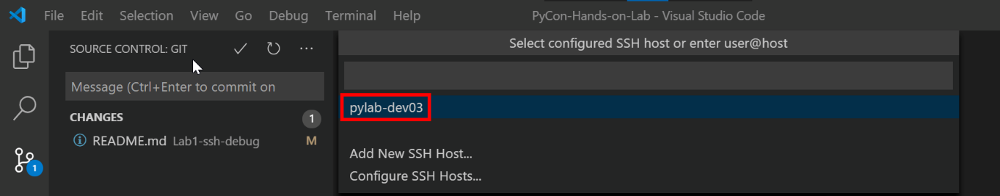 File Edit Selection View Go Debug Terminal Help PyCon-Hands-on-Lab - Visual Studio Code
SOURCE CONTROL: GIT
Message (Ctrl+Enter to commit on
CHANGES 1
README.md Lab1-ssh-debug M
1
Select configured SSH host or enter user@host
pylab-dev03
Add New SSH Host...
Configure SSH Hosts...